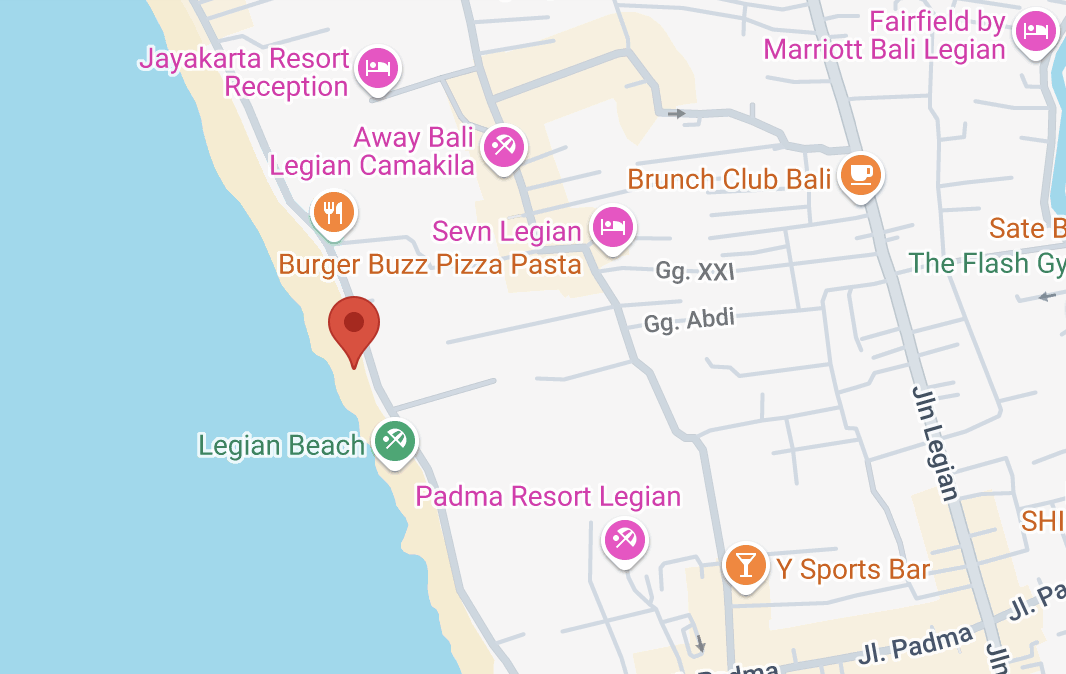 Fairfield by
Marriott Bali Legian
Jayakarta Resort
Reception
Away Bali
Legian Camakila
Brunch Club Bali
Sevn Legian
Sate B
Burger Buzz Pizza Pasta
Gg. XXI
The Flash Gy
Gg. Abdi
Legian Beach
Jln Legian
Padma Resort Legian
SHI
Y Sports Bar
Jl. Pa
Jl. Padma
Jln
Padma